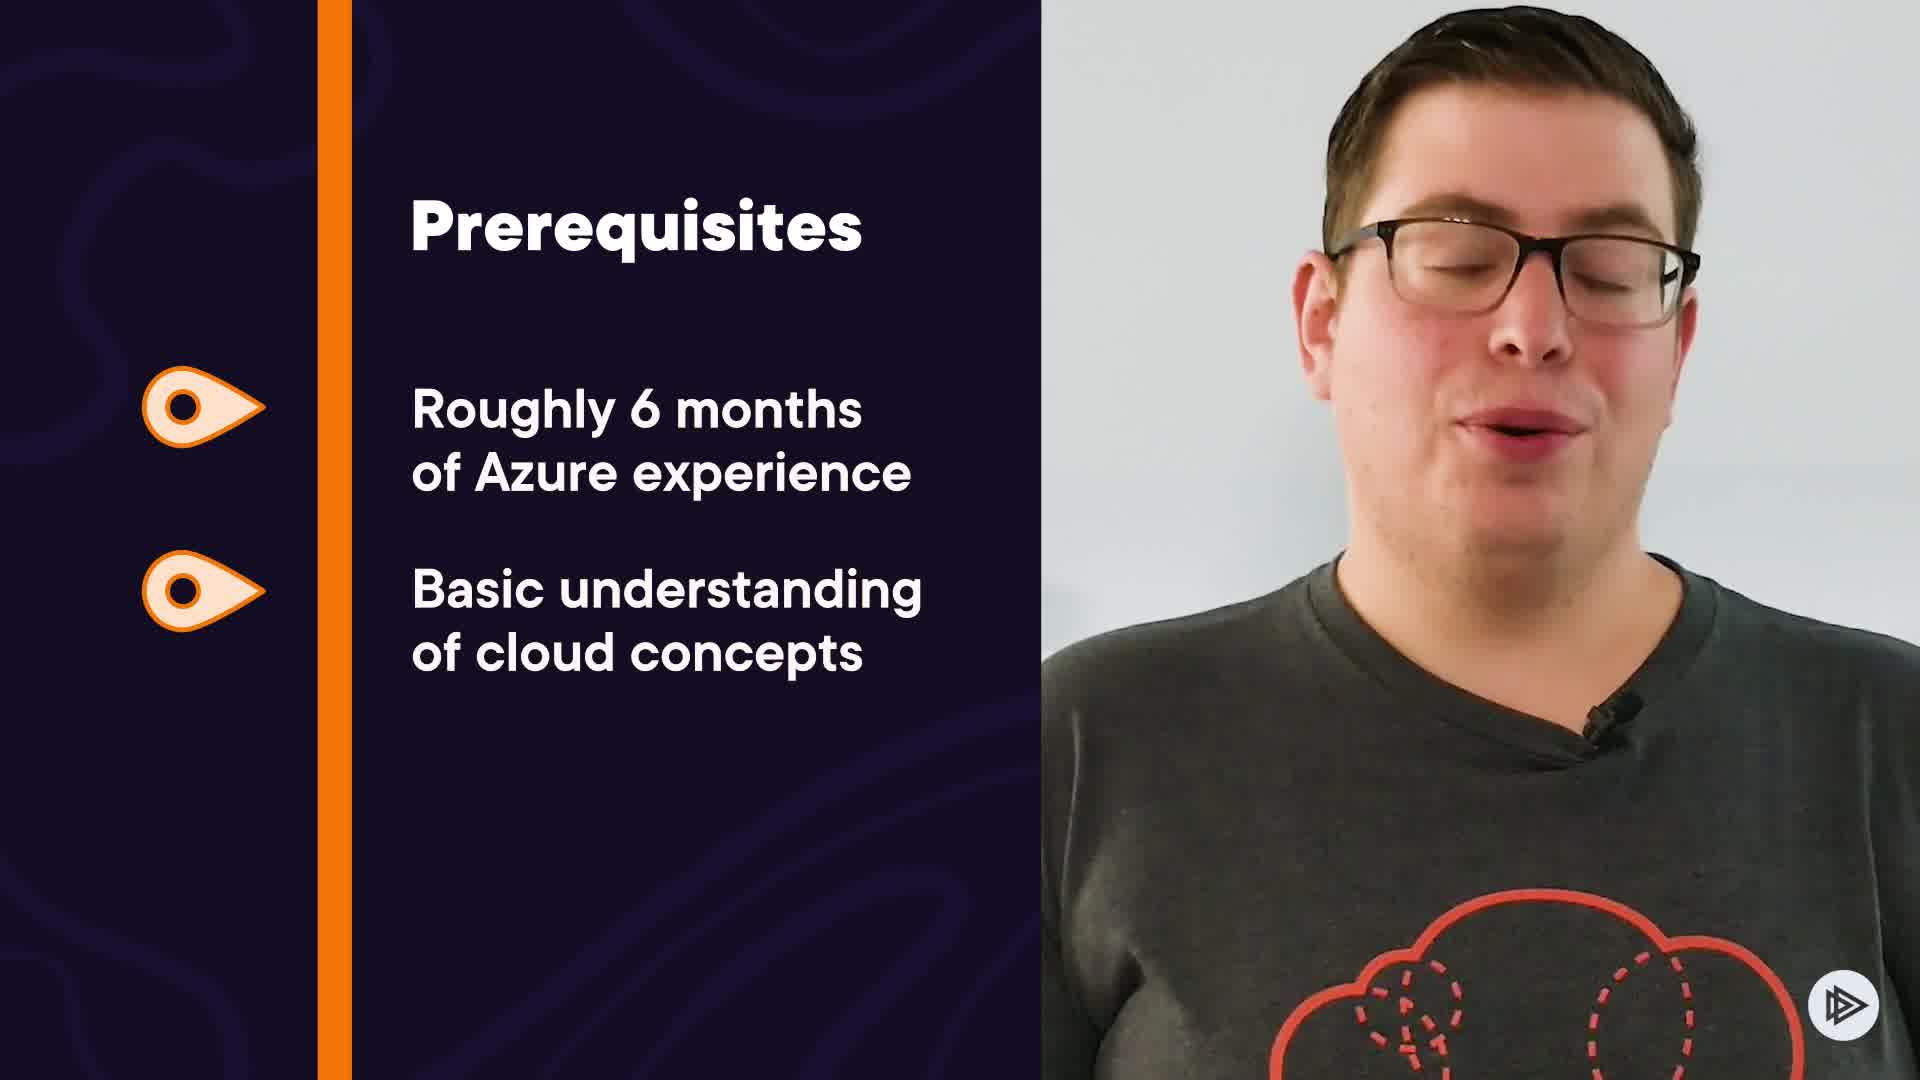 Prerequisites
Roughly 6 months
of Azure experience
Basic understanding
of cloud concepts